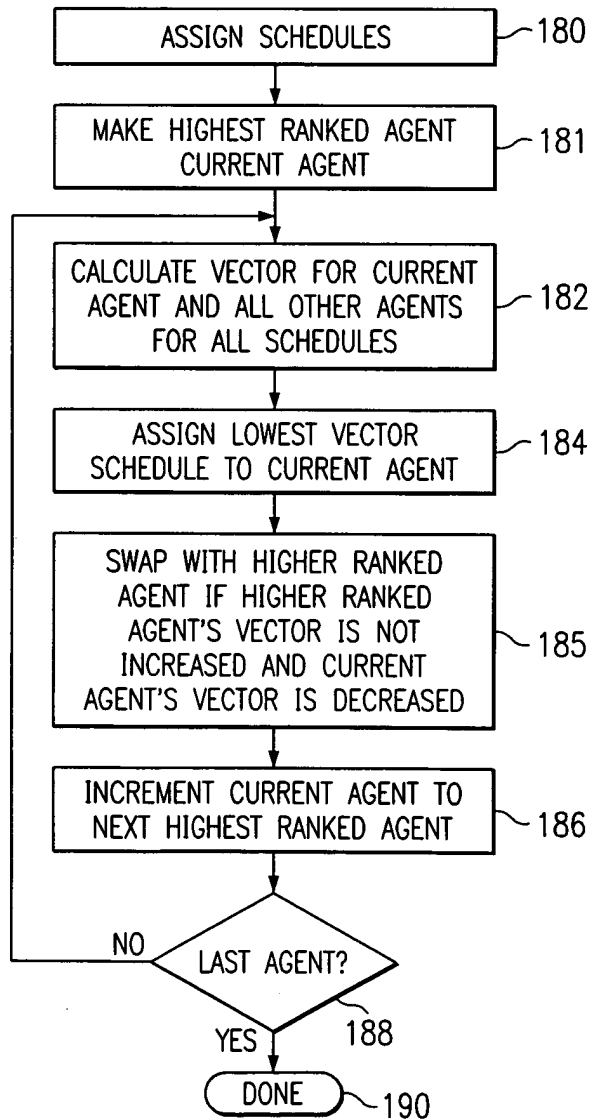 ASSIGN SCHEDULES
180
MAKE HIGHEST RANKED AGENT
CURRENT AGENT
181
CALCULATE VECTOR FOR CURRENT
AGENT AND ALL OTHER AGENTS
FOR ALL SCHEDULES
182
ASSIGN LOWEST VECTOR
SCHEDULE TO CURRENT AGENT
184
SWAP WITH HIGHER RANKED
AGENT IF HIGHER RANKED
AGENT'S VECTOR IS NOT
INCREASED AND CURRENT
AGENT'S VECTOR IS DECREASED
185
INCREMENT CURRENT AGENT TO
NEXT HIGHEST RANKED AGENT
186
NO
LAST AGENT?
188
YES
DONE
190